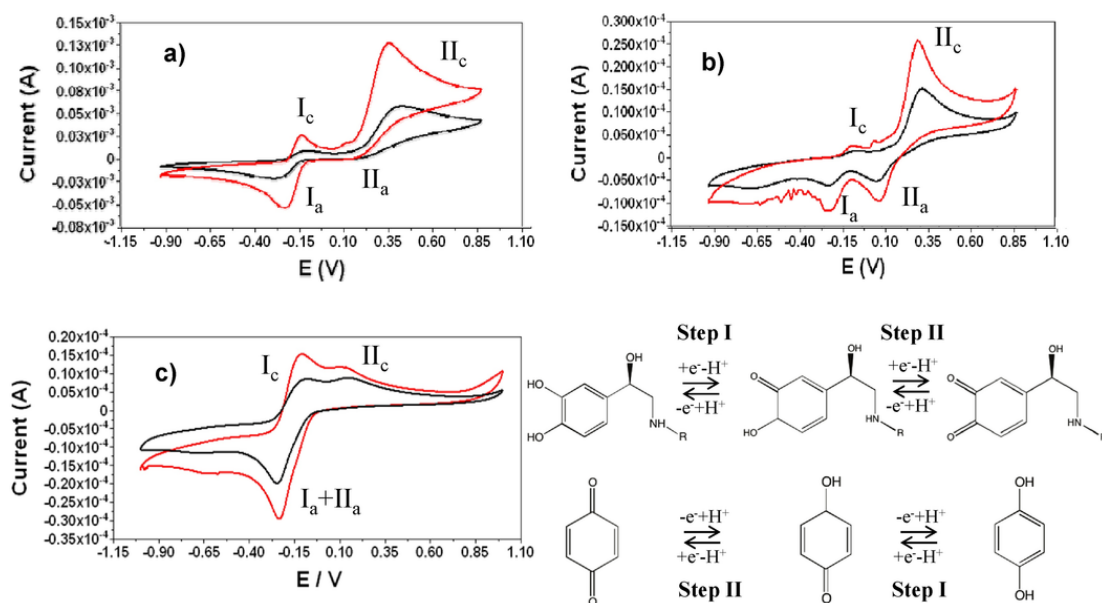 a)
0.15x10-3
0.13x10-3
0.10x10-3
0.08x10-3
0.05x10-3
0.03x10-3
0
-0.03x10-3
-0.05x10-3
-0.08x10-3
Current (A)
Ic
IIc
Ia
IIa
-1.15 -0.90 -0.65 -0.40 -0.15 0.10 0.35 0.60 0.85 1.10
E (V)
b)
0.300x10-4
0.250x10-4
0.200x10-4
0.150x10-4
0.100x10-4
0.050x10-4
0
-0.050x10-4
-0.100x10-4
-0.150x10-4
Current (A)
Ic
IIc
Ia
IIa
-1.15 -0.90 -0.65 -0.40 -0.15 0.10 0.35 0.60 0.85 1.10
E (V)
c)
0.20x10-4
0.15x10-4
0.10x10-4
0.05x10-4
0
-0.05x10-4
-0.10x10-4
-0.15x10-4
-0.20x10-4
-0.25x10-4
-0.30x10-4
-0.35x10-4
Current (A)
Ic
IIc
Ia+IIa
-1.15 -0.90 -0.65 -0.40 -0.15 0.10 0.35 0.60 0.85 1.10
E / V
Step I
Step II
OH
HO
HO
HN
R
+e--H+
-e-+H+
OH
O
HO
HN
R
+e--H+
-e-+H+
OH
O
O
HN
R
O
O
-e-+H+
+e--H+
Step II
OH
O
-e-+H+
+e--H+
Step I
OH
OH